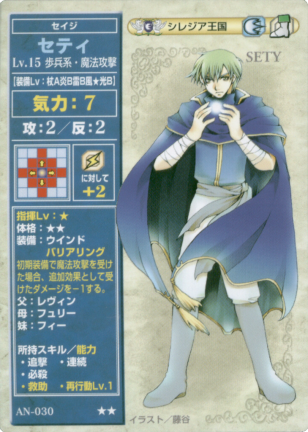 セイジ
シレジア王国
セティ
SETY
Lv.15 歩兵系・魔法攻撃
【装備Lv：杖A炎B雷B風★光B】
気力：7
攻：2／反：2
に対して
+2
指揮Lv：★
体格：★★
装備：ウインド
バリアリング
初期装備で魔法攻撃を受けた
場合、追加効果として受
けたダメージを－1する。
父：レヴィン
母：フュリー
妹：フィー
所持スキル／能力
・追撃 ・連続
・必殺
・救助 ・再行動Lv.1
AN-030
★★
イラスト／藤谷